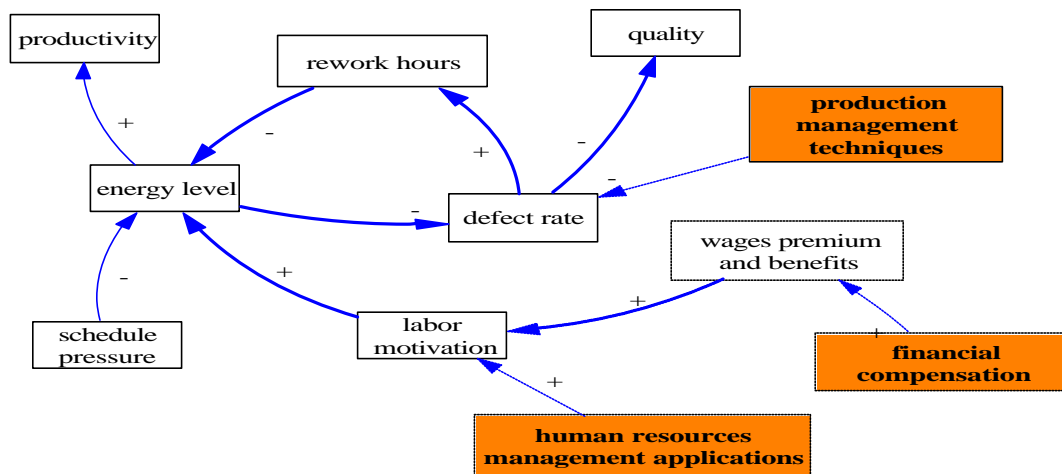 productivity
rework hours
quality
production
management
techniques
+
-
+
-
-
energy level
-
defect rate
wages premium
and benefits
-
+
+
+
schedule
pressure
labor
motivation
financial
compensation
+
human resources
management applications